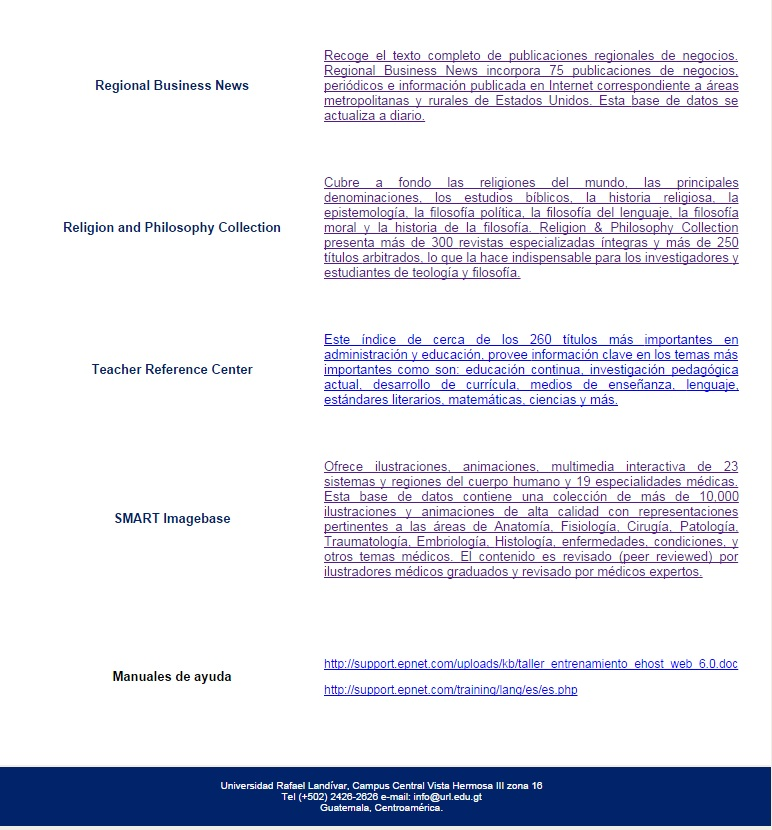 Regional Business News
Recoge el texto completo de publicaciones regionales de negocios.
Regional Business News incorpora 75 publicaciones de negocios,
periódicos e información publicada en Internet correspondiente a áreas
metropolitanas y rurales de Estados Unidos. Esta base de datos se
actualiza a diario.
Religion and Philosophy Collection
Cubre a fondo las religiones del mundo, las principales
denominaciones, los estudios bíblicos, la historia religiosa, la
epistemología, la filosofía política, la filosofía del lenguaje, la filosofía
moral y la historia de la filosofía. Religion & Philosophy Collection
presenta más de 300 revistas especializadas íntegras y más de 250
títulos arbitrados, lo que la hace indispensable para los investigadores y
estudiantes de teología y filosofía.
Teacher Reference Center
Este índice de cerca de los 260 títulos más importantes en
administración y educación, provee información clave en los temas más
importantes como son: educación continua, investigación pedagógica
actual, desarrollo de currícula, medios de enseñanza, lenguaje,
estándares literarios, matemáticas, ciencias y más.
SMART Imagebase
Ofrece ilustraciones, animaciones, multimedia interactiva de 23
sistemas y regiones del cuerpo humano y 19 especialidades médicas.
Esta base de datos contiene una colección de más de 10,000
ilustraciones y animaciones de alta calidad con representaciones
pertinentes a las áreas de Anatomía, Fisiología, Cirugía, Patología,
Traumatología, Embriología, Histología, enfermedades, condiciones, y
otros temas médicos. El contenido es revisado (peer reviewed) por
ilustradores médicos graduados y revisado por médicos expertos.
Manuales de ayuda
http://support.epnet.com/uploads/kb/taller_entrenamiento_ehost_web_6.0.doc
http://support.epnet.com/training/lang/es/es.php
Universidad Rafael Landívar, Campus Central Vista Hermosa III zona 16
Tel (+502) 2426-2626 e-mail: info@url.edu.gt
Guatemala, Centroamérica.